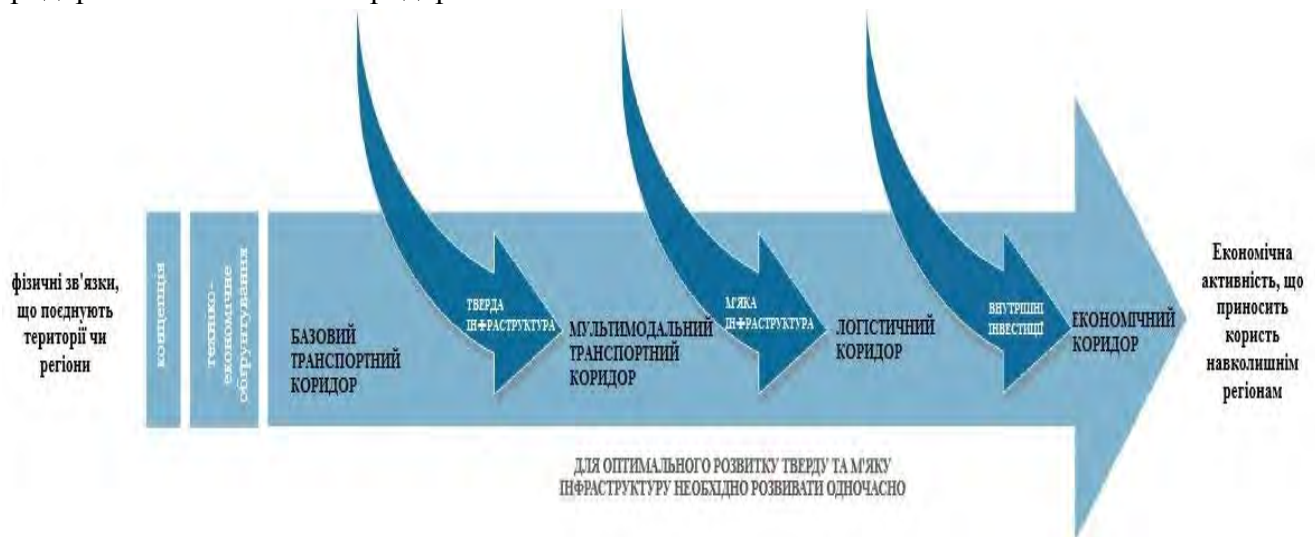 фізичні зв'язки,
що поєднують
території чи
регіони
концепція
техніко-
економічне
обґрунтування
БАЗОВИЙ
ТРАНСПОРТНИЙ
КОРИДОР
ТВЕРДА
ІНФРАСТРУКТУРА
МУЛЬТИМОДАЛЬНИЙ
ТРАНСПОРТНИЙ
КОРИДОР
М'ЯКА
ІНФРАСТРУКТУРА
ЛОГІСТИЧНИЙ
КОРИДОР
ВНУТРІШНІ
ІНВЕСТИЦІЇ
ЕКОНОМІЧНИЙ
КОРИДОР
Економічна
активність, що
приносить
користь
навколишнім
регіонам
ДЛЯ ОПТИМАЛЬНОГО РОЗВИТКУ ТВЕРДУ ТА М'ЯКУ
ІНФРАСТРУКТУРУ НЕОБХІДНО РОЗВИВАТИ ОДНОЧАСНО